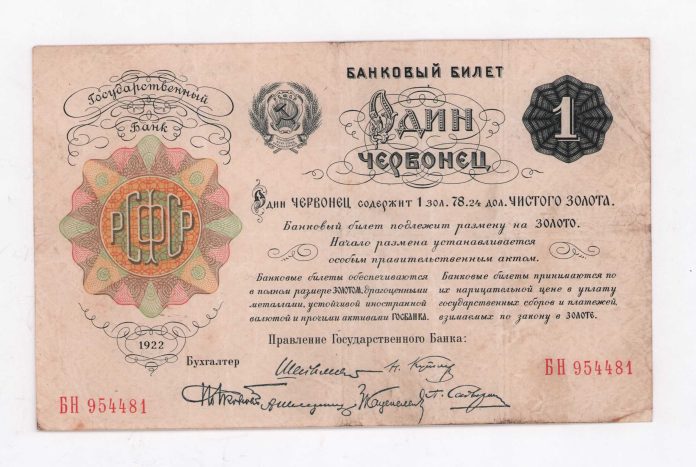 Государственный
Банк
РСФСР
1922
БАНКОВЫЙ БИЛЕТ
Один
ЧЕРВОНЕЦ
1
Один ЧЕРВОНЕЦ содержит 1 зол. 78.24 дол. ЧИСТОГО ЗОЛОТА.
Банковый билет подлежит размену на ЗОЛОТО.
Начало размена устанавливается
особым правительственным актом.
Банковые билеты обеспечиваются
в полном размере ЗОЛОТОМ, драгоценными
металлами, устойчивой иностранной
валютой и прочими активами ГОСБАНКА.
Банковые билеты принимаются по
их нарицательной цене в уплату
государственных сборов и платежей,
взимаемых по закону в ЗОЛОТЕ.
Правление Государственного Банка:
Бухгалтер
БН 954481
БН 954481